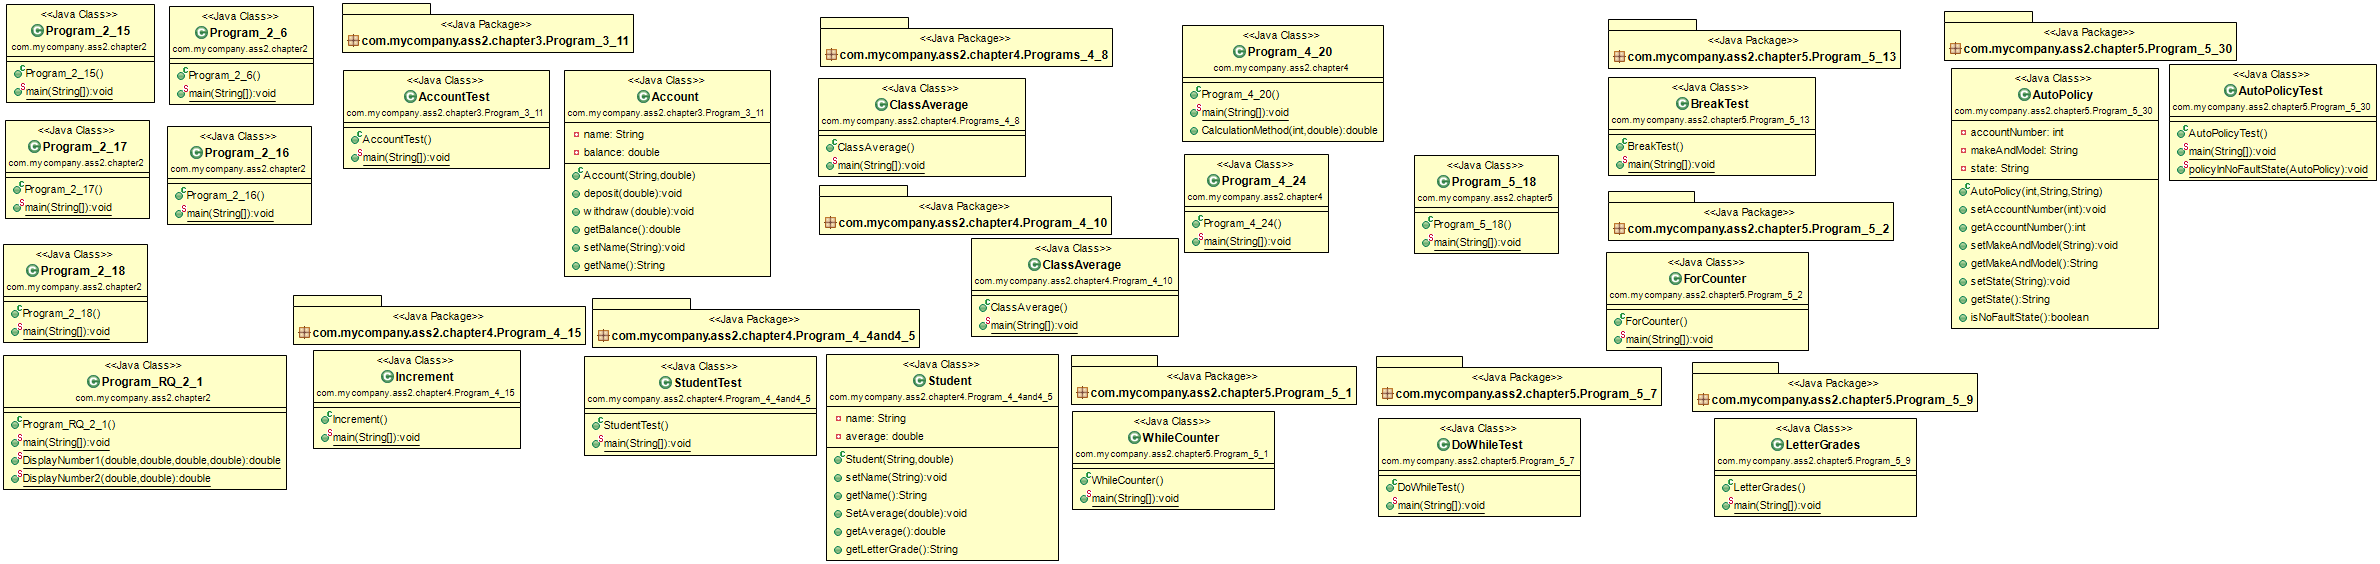 <<Java Class>>
Program_2_15
com.mycompany.ass2.chapter2
Program_2_15()
main(String[]):void
<<Java Class>>
Program_2_6
com.mycompany.ass2.chapter2
Program_2_6()
main(String[]):void
<<Java Class>>
Program_2_17
com.mycompany.ass2.chapter2
Program_2_17()
main(String[]):void
<<Java Class>>
Program_2_16
com.mycompany.ass2.chapter2
Program_2_16()
main(String[]):void
<<Java Class>>
Program_2_18
com.mycompany.ass2.chapter2
Program_2_18()
main(String[]):void
<<Java Class>>
Program_RQ_2_1
com.mycompany.ass2.chapter2
Program_RQ_2_1()
main(String[]):void
DisplayNumber1(double,double,double,double):double
DisplayNumber2(double,double):double
<<Java Package>>
com.mycompany.ass2.chapter3.Program_3_11
<<Java Class>>
AccountTest
com.mycompany.ass2.chapter3.Program_3_11
AccountTest()
main(String[]):void
<<Java Class>>
Account
com.mycompany.ass2.chapter3.Program_3_11
name: String
balance: double
Account(String,double)
deposit(double):void
withdraw(double):void
getBalance():double
setName(String):void
getName():String
<<Java Package>>
com.mycompany.ass2.chapter4.Program_4_15
<<Java Class>>
Increment
com.mycompany.ass2.chapter4.Program_4_15
Increment()
main(String[]):void
<<Java Package>>
com.mycompany.ass2.chapter4.Program_4_4and4_5
<<Java Class>>
StudentTest
com.mycompany.ass2.chapter4.Program_4_4and4_5
StudentTest()
main(String[]):void
<<Java Class>>
Student
com.mycompany.ass2.chapter4.Program_4_4and4_5
name: String
average: double
Student(String,double)
setName(String):void
getName():String
SetAverage(double):void
getAverage():double
getLetterGrade():String
<<Java Package>>
com.mycompany.ass2.chapter4.Programs_4_8
<<Java Class>>
ClassAverage
com.mycompany.ass2.chapter4.Programs_4_8
ClassAverage()
main(String[]):void
<<Java Package>>
com.mycompany.ass2.chapter4.Program_4_10
<<Java Class>>
ClassAverage
com.mycompany.ass2.chapter4.Program_4_10
ClassAverage()
main(String[]):void
<<Java Class>>
Program_4_20
com.mycompany.ass2.chapter4
Program_4_20()
main(String[]):void
CalculationMethod(int,double):double
<<Java Class>>
Program_4_24
com.mycompany.ass2.chapter4
Program_4_24()
main(String[]):void
<<Java Class>>
Program_5_18
com.mycompany.ass2.chapter5
Program_5_18()
main(String[]):void
<<Java Package>>
com.mycompany.ass2.chapter5.Program_5_1
<<Java Class>>
WhileCounter
com.mycompany.ass2.chapter5.Program_5_1
WhileCounter()
main(String[]):void
<<Java Package>>
com.mycompany.ass2.chapter5.Program_5_7
<<Java Class>>
DoWhileTest
com.mycompany.ass2.chapter5.Program_5_7
DoWhileTest()
main(String[]):void
<<Java Package>>
com.mycompany.ass2.chapter5.Program_5_13
<<Java Class>>
BreakTest
com.mycompany.ass2.chapter5.Program_5_13
BreakTest()
main(String[]):void
<<Java Package>>
com.mycompany.ass2.chapter5.Program_5_2
<<Java Class>>
ForCounter
com.mycompany.ass2.chapter5.Program_5_2
ForCounter()
main(String[]):void
<<Java Package>>
com.mycompany.ass2.chapter5.Program_5_9
<<Java Class>>
LetterGrades
com.mycompany.ass2.chapter5.Program_5_9
LetterGrades()
main(String[]):void
<<Java Package>>
com.mycompany.ass2.chapter5.Program_5_30
<<Java Class>>
AutoPolicy
com.mycompany.ass2.chapter5.Program_5_30
accountNumber: int
makeAndModel: String
state: String
AutoPolicy(int,String,String)
setAccountNumber(int):void
getAccountNumber():int
setMakeAndModel(String):void
getMakeAndModel():String
setState(String):void
getState():String
isNoFaultState():boolean
<<Java Class>>
AutoPolicyTest
com.mycompany.ass2.chapter5.Program_5_30
AutoPolicyTest()
main(String[]):void
policyInNoFaultState(AutoPolicy):void